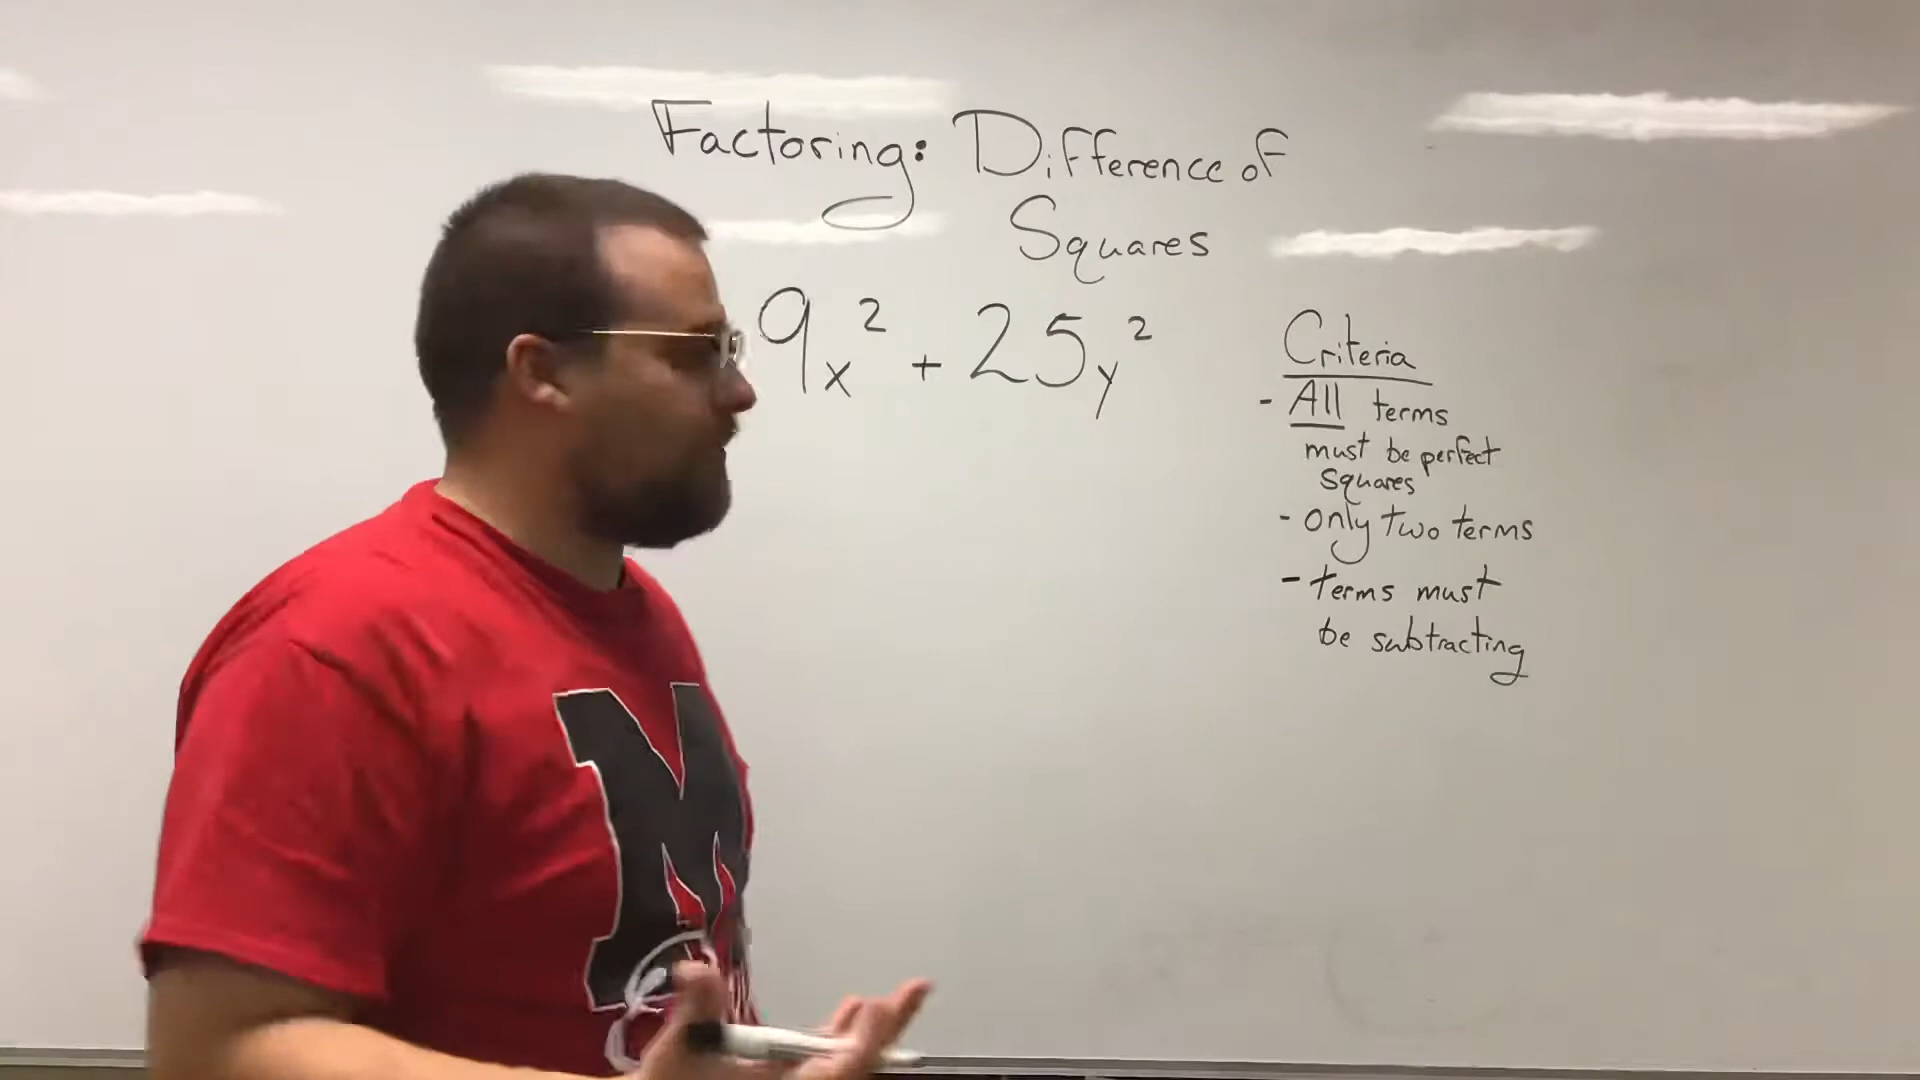 Factoring: Difference of
Squares
9x² + 25y²
Criteria
- All terms
must be perfect
squares
- only two terms
- terms must
be subtracting
M